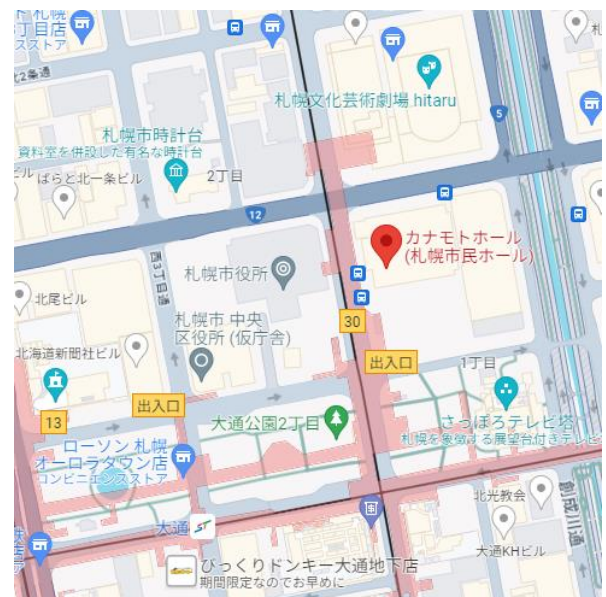 ト 札幌
3丁目店
ニエンスストア
北2条通
札幌文化芸術劇場 hitaru
5
札幌市時計台
資料室を併設した有名な時計台
2丁目
ビル
ばらと北一条ビル
12
カナモトホール
(札幌市民ホール)
西3丁目通
札幌市役所
北尾ビル
札幌市 中央
区役所 (仮庁舎)
30
北海道新聞社ビル
出入口
1丁目
13
出入口
大通公園2丁目
さっぽろテレビ塔
札幌を象徴する展望台付きテレビ
ローソン 札幌
オーロラタウン店
コンビニエンスストア
北光教会
創成川通
大通
大通KHビル
びっくりドンキー大通地下店
期間限定なのでお早めに